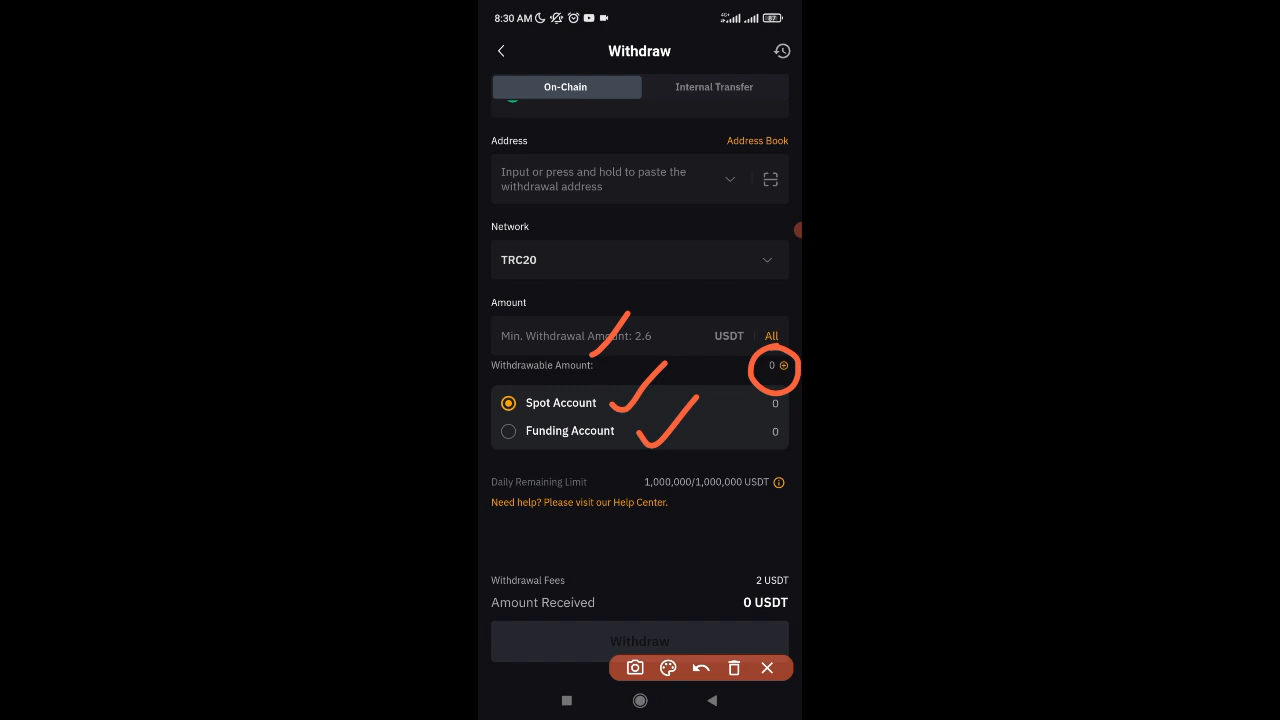 8:30 AM
4G+
87
Withdraw
On-Chain
Internal Transfer
Address
Address Book
Input or press and hold to paste the
withdrawal address
Network
TRC20
Amount
Min. Withdrawal Amount: 2.6
USDT
All
Withdrawable Amount:
0
Spot Account
0
Funding Account
0
Daily Remaining Limit
1,000,000/1,000,000 USDT
Need help? Please visit our Help Center.
Withdrawal Fees
2 USDT
Amount Received
0 USDT
Withdraw